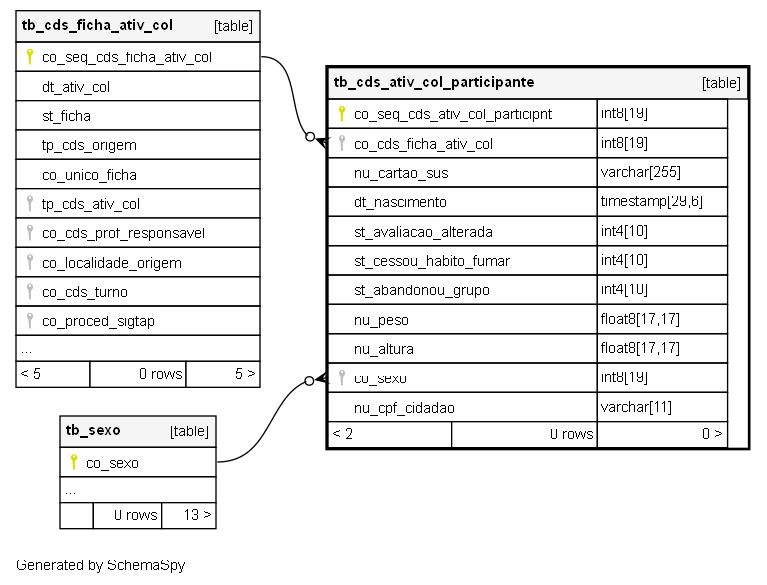 tb_cds_ficha_ativ_col [table]
co_seq_cds_ficha_ativ_col
dt_ativ_col
st_ficha
tp_cds_origem
co_unico_ficha
tp_cds_ativ_col
co_cds_prof_responsavel
co_localidade_origem
co_cds_turno
co_proced_sigtap
...
< 5 0 rows 5 >
tb_cds_ativ_col_participante [table]
co_seq_cds_ativ_col_participnt int8[19]
co_cds_ficha_ativ_col int8[19]
nu_cartao_sus varchar[255]
dt_nascimento timestamp[29,6]
st_avaliacao_alterada int4[10]
st_cessou_habito_fumar int4[10]
st_abandonou_grupo int4[10]
nu_peso float8[17,17]
nu_altura float8[17,17]
co_sexo int8[19]
nu_cpf_cidadao varchar[11]
< 2 0 rows 0 >
tb_sexo [table]
co_sexo
...
0 rows 13 >
Generated by SchemaSpy